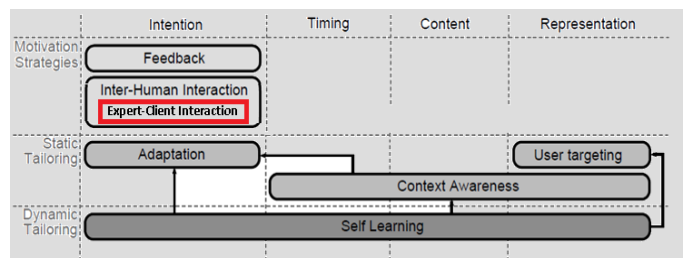 Intention Timing Content Representation
Motivation
Strategies
Feedback
Inter-Human Interaction
Expert-Client Interaction
Static
Tailoring
Adaptation
User targeting
Context Awareness
Dynamic
Tailoring
Self Learning